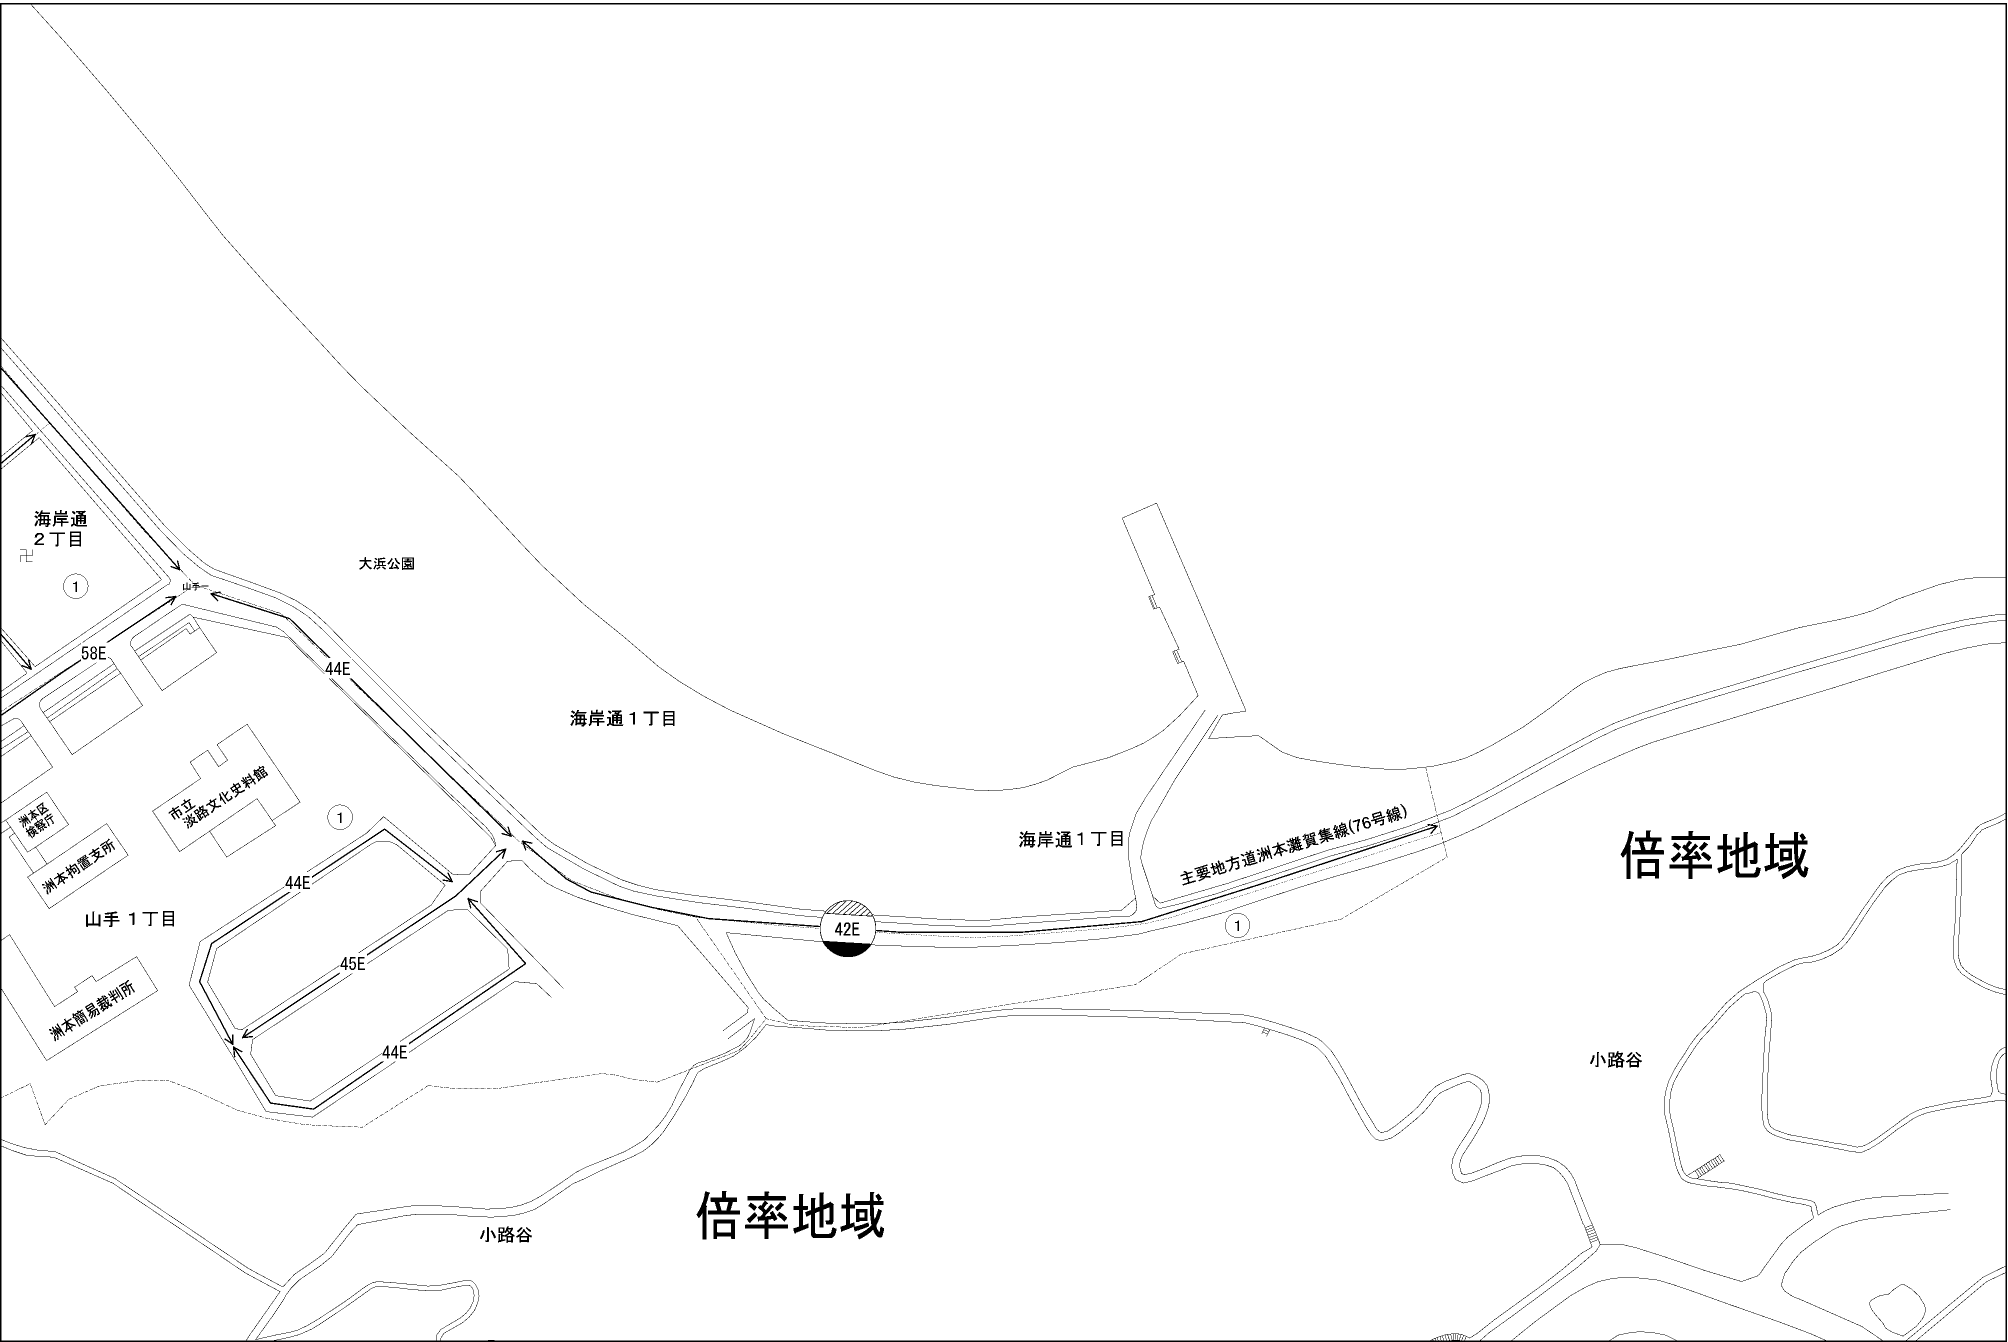 海岸通
２丁目
大浜公園
1
山手一
58E
44E
海岸通１丁目
市立
淡路文化史料館
洲本区
検察庁
1
海岸通１丁目
主要地方道洲本灘賀集線(76号線)
倍率地域
洲本拘置支所
44E
山手 １丁目
42E
1
45E
洲本簡易裁判所
44E
小路谷
倍率地域
小路谷